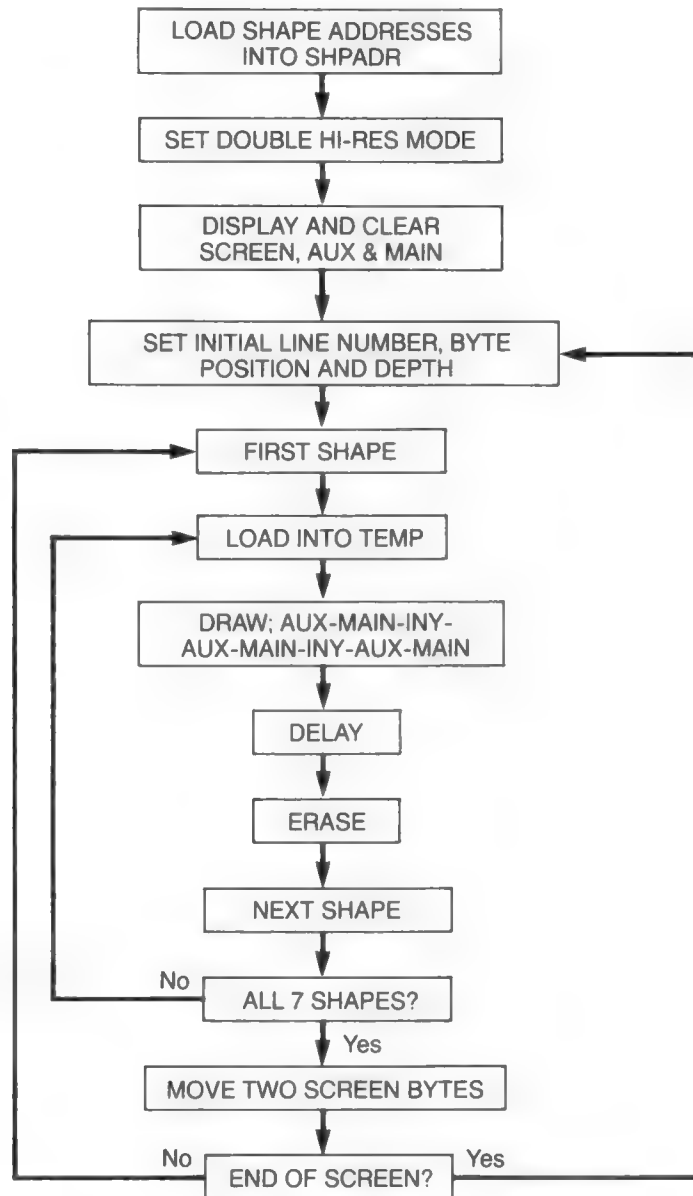 LOAD SHAPE ADDRESSES
INTO SHPADR
SET DOUBLE HI-RES MODE
DISPLAY AND CLEAR
SCREEN, AUX & MAIN
SET INITIAL LINE NUMBER, BYTE
POSITION AND DEPTH
FIRST SHAPE
LOAD INTO TEMP
DRAW; AUX-MAIN-INY-
AUX-MAIN-INY-AUX-MAIN
DELAY
ERASE
NEXT SHAPE
No
ALL 7 SHAPES?
Yes
MOVE TWO SCREEN BYTES
No
END OF SCREEN?
Yes